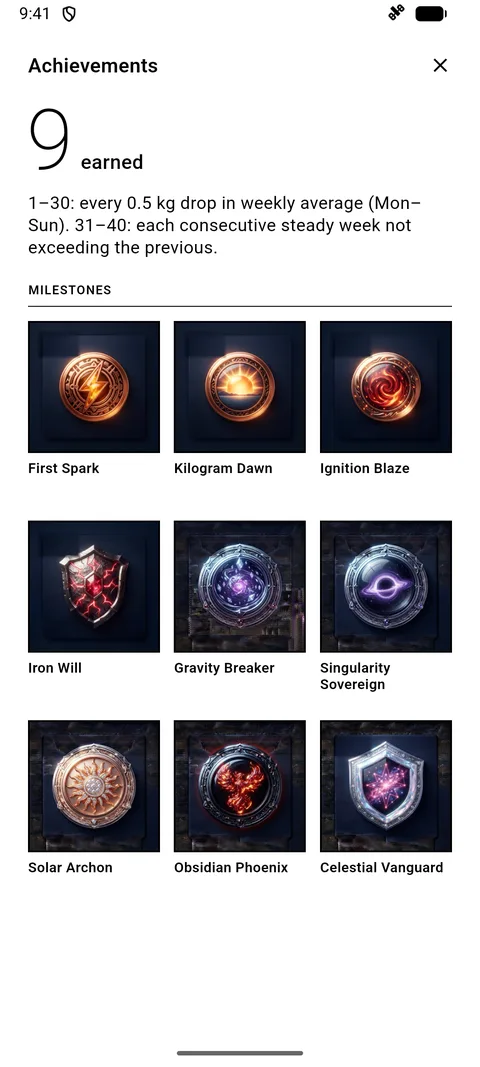 9:41
Achievements
9 earned
1–30: every 0.5 kg drop in weekly average (Mon–
Sun). 31–40: each consecutive steady week not
exceeding the previous.
MILESTONES
First Spark
Kilogram Dawn
Ignition Blaze
Iron Will
Gravity Breaker
Singularity
Sovereign
Solar Archon
Obsidian Phoenix
Celestial Vanguard